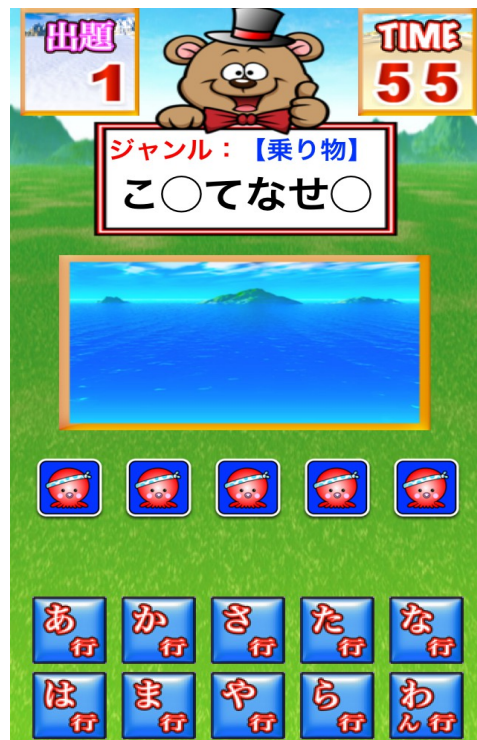 出題
TIME
1
55
ジャンル：【乗り物】
こ○てなせ○
あ行
か行
さ行
た行
な行
は行
ま行
や行
ら行
わん行